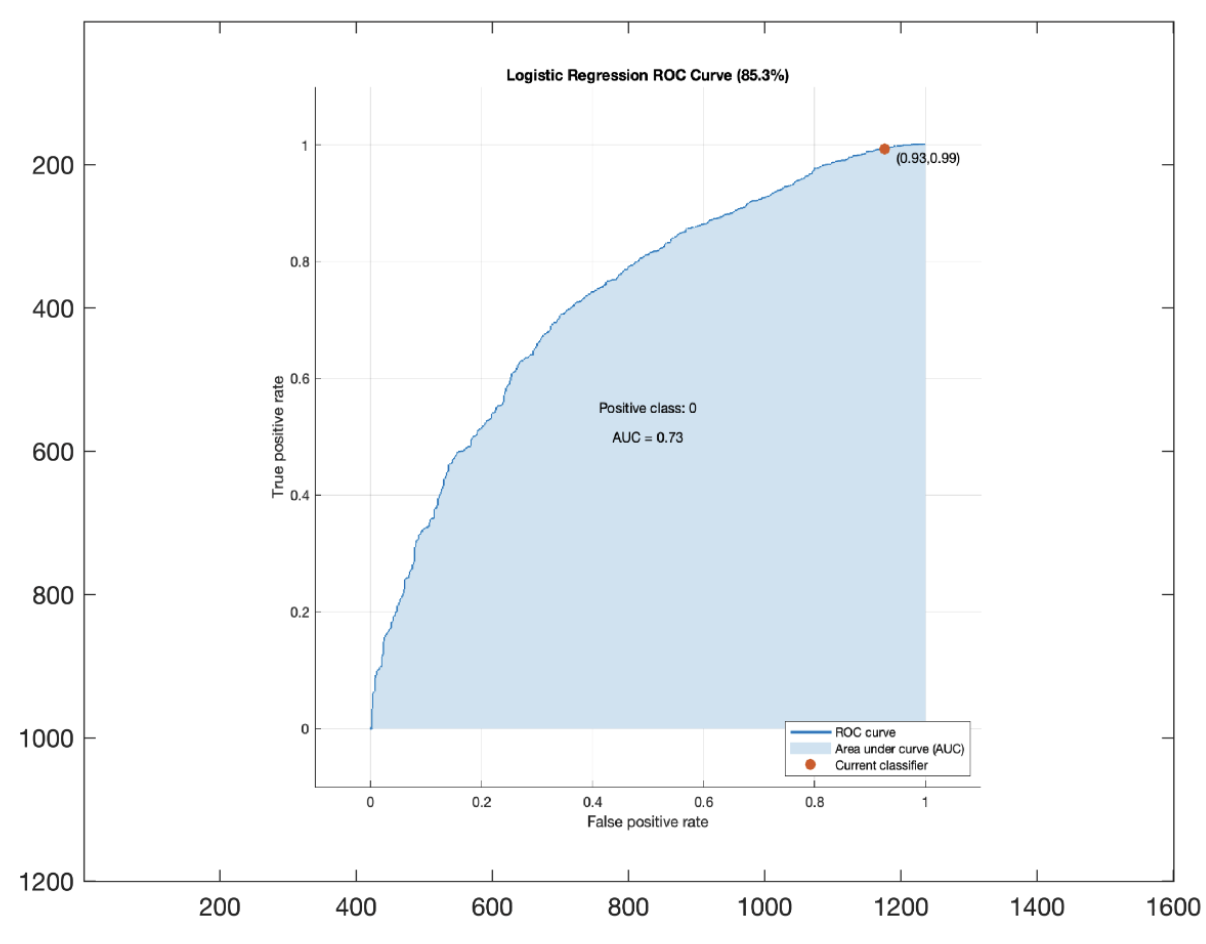 Logistic Regression ROC Curve (85.3%)
1
(0.93,0.99)
0.8
0.6
0.4
0.2
0
True positive rate
Positive class: 0
AUC = 0.73
ROC curve
Area under curve (AUC)
Current classifier
0 0.2 0.4 0.6 0.8 1
False positive rate
200
400
600
800
1000
1200
200 400 600 800 1000 1200 1400 1600